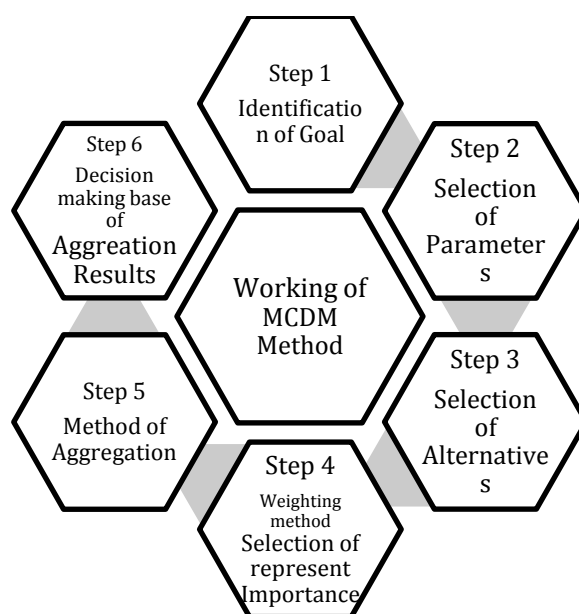 Step 1
Identificatio
n of Goal
Step 2
Selection
of
Parameter
s
Step 3
Selection
of
Alternative
s
Step 4
Weighting
method
Selection of
represent
Importance
Step 5
Method of
Aggregation
Step 6
Decision
making base
of
Aggreation
Results
Working of
MCDM
Method